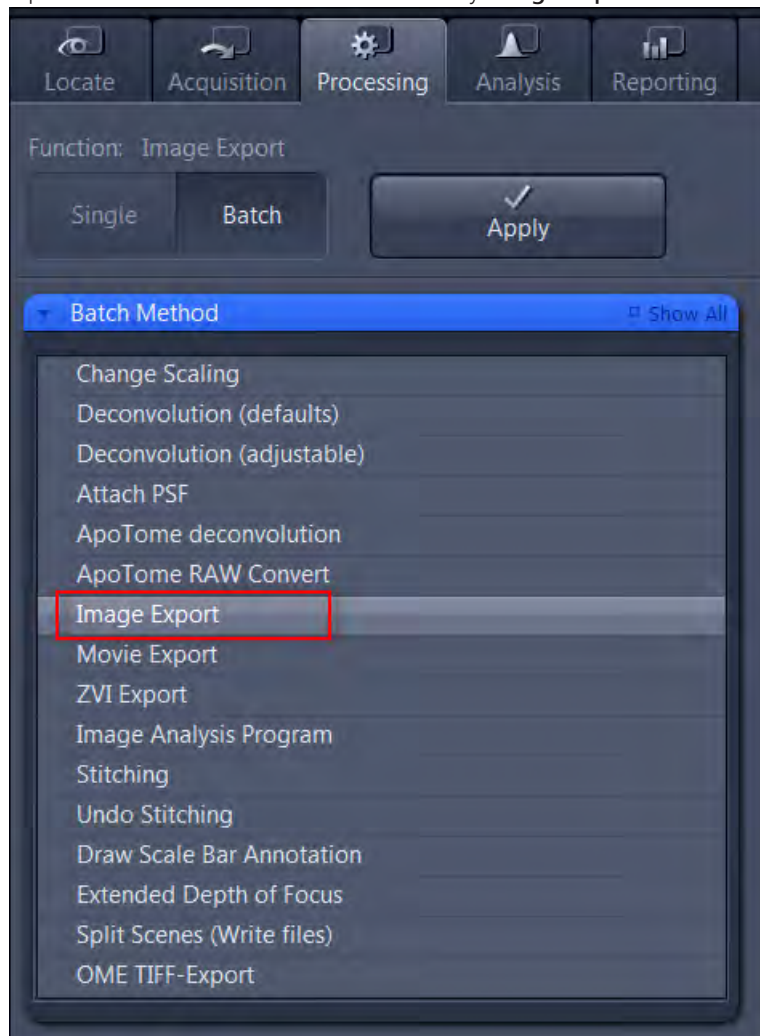 Locate Acquisition Processing Analysis Reporting
Function: Image Export
Single Batch Apply
Batch Method Show All
Change Scaling
Deconvolution (defaults)
Deconvolution (adjustable)
Attach PSF
ApoTome deconvolution
ApoTome RAW Convert
Image Export
Movie Export
ZVI Export
Image Analysis Program
Stitching
Undo Stitching
Draw Scale Bar Annotation
Extended Depth of Focus
Split Scenes (Write files)
OME TIFF-Export